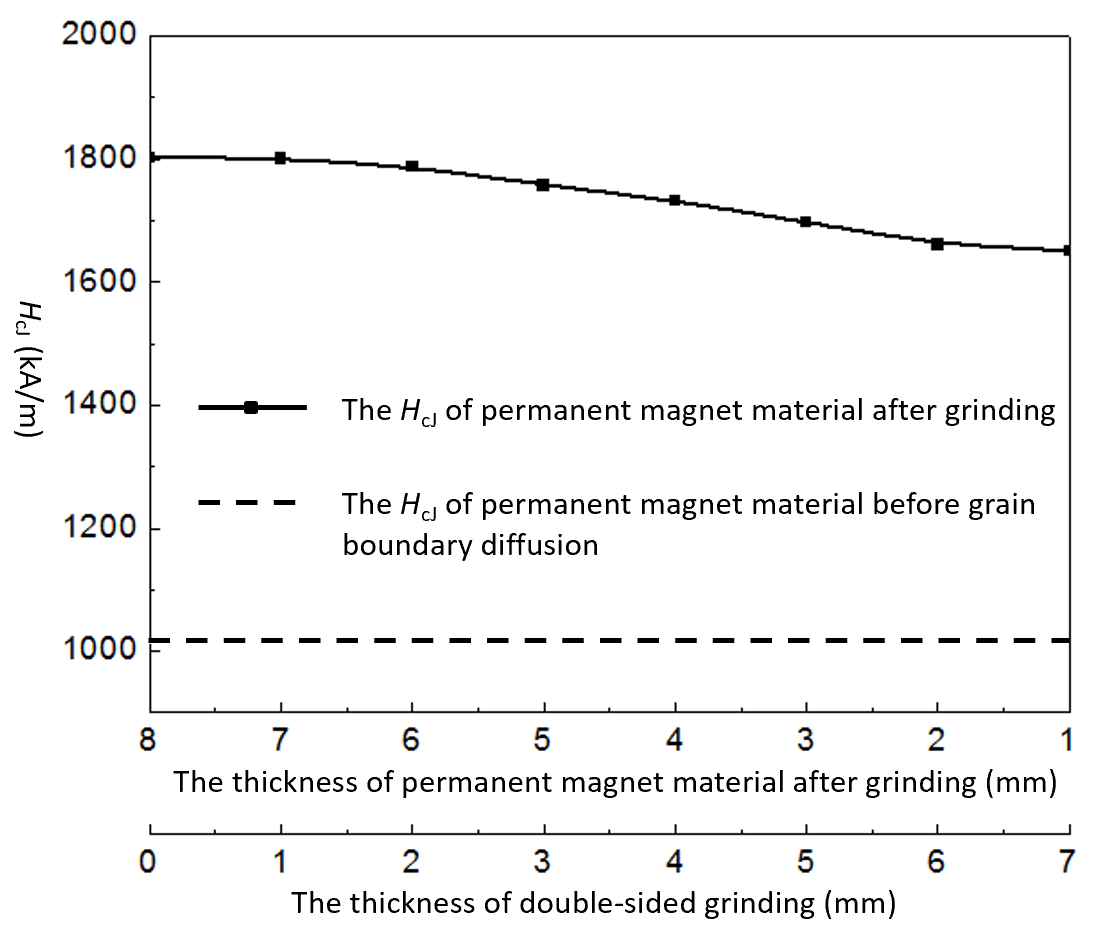 2000
1800
1600
1400
1200
1000
HcJ (kA/m)
The HcJ of permanent magnet material after grinding
The HcJ of permanent magnet material before grain
boundary diffusion
8 7 6 5 4 3 2 1
The thickness of permanent magnet material after grinding (mm)
0 1 2 3 4 5 6 7
The thickness of double-sided grinding (mm)